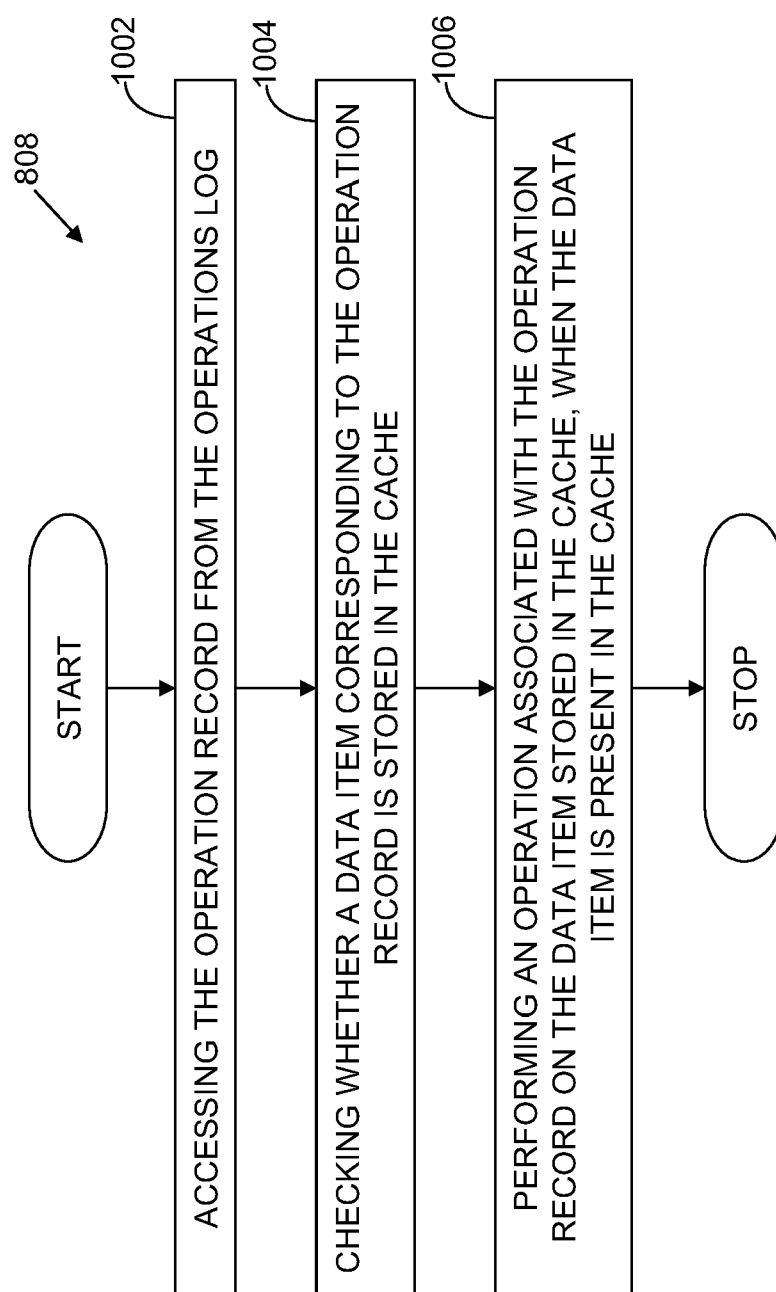 808
START
1002
ACCESSING THE OPERATION RECORD FROM THE OPERATIONS LOG
1004
CHECKING WHETHER A DATA ITEM CORRESPONDING TO THE OPERATION
RECORD IS STORED IN THE CACHE
1006
PERFORMING AN OPERATION ASSOCIATED WITH THE OPERATION
RECORD ON THE DATA ITEM STORED IN THE CACHE, WHEN THE DATA
ITEM IS PRESENT IN THE CACHE
STOP